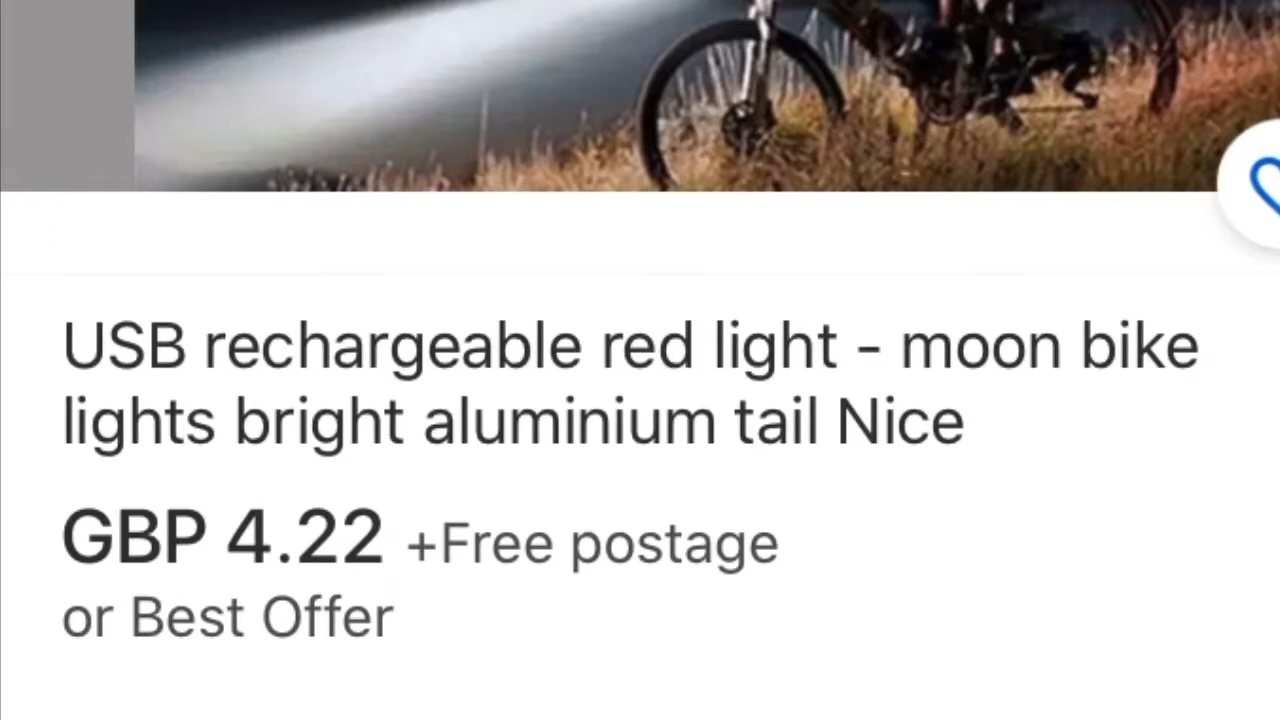 USB rechargeable red light - moon bike
lights bright aluminium tail Nice
GBP 4.22 +Free postage
or Best Offer